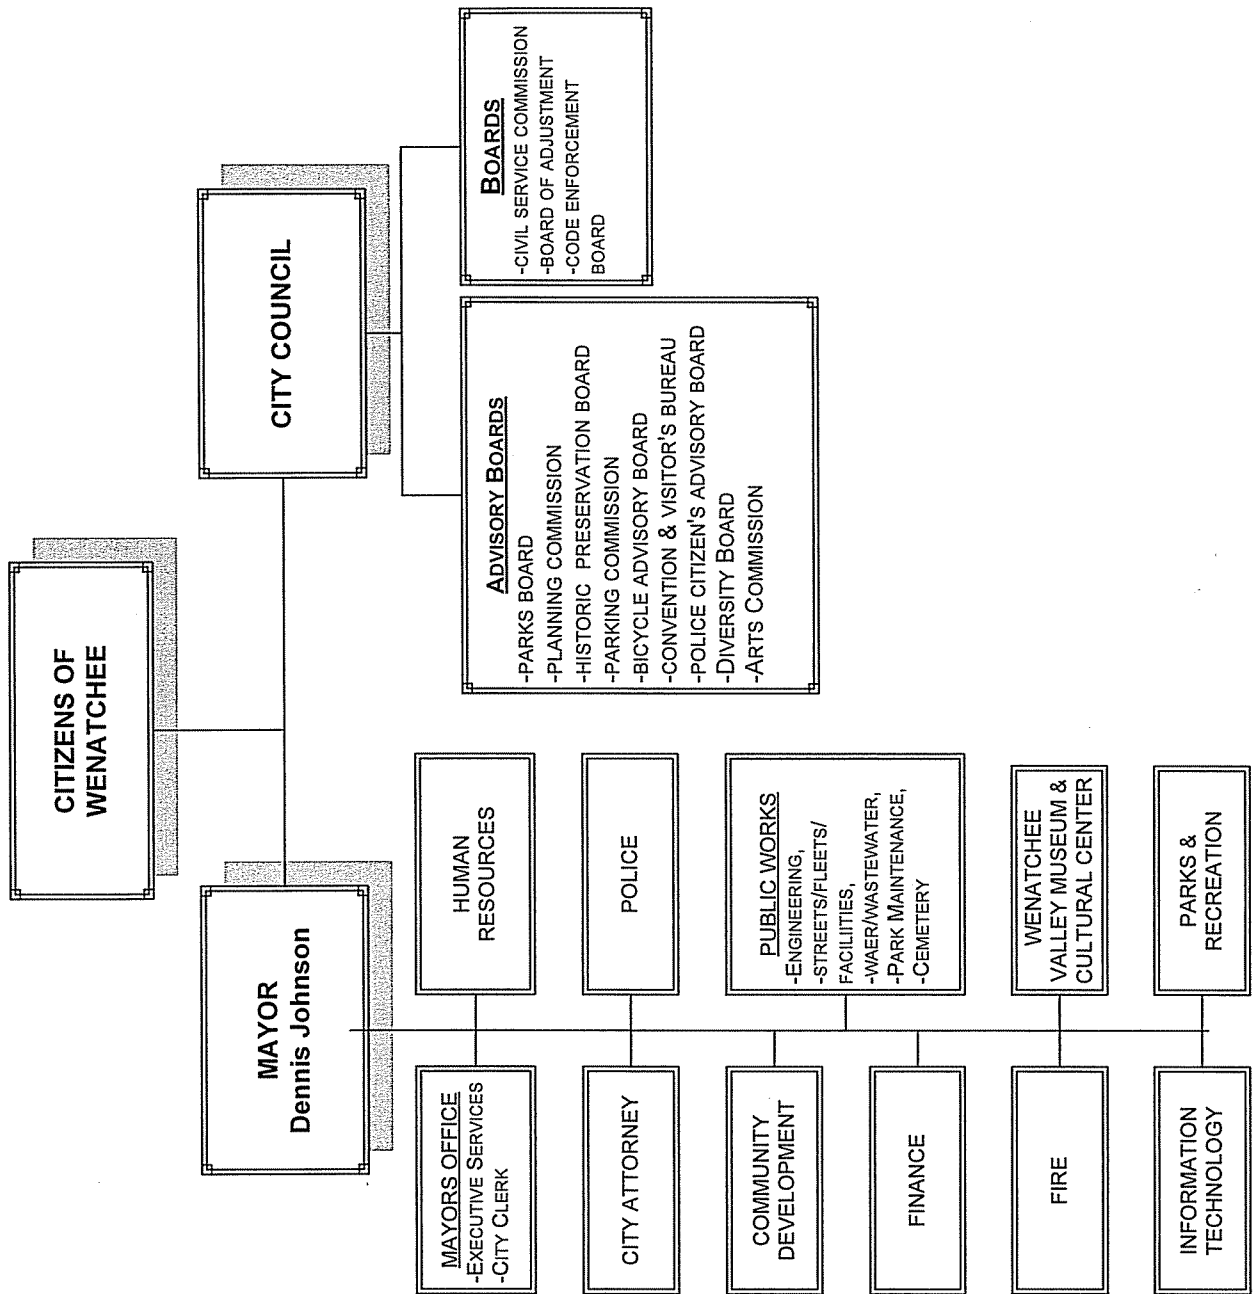 CITIZENS OF
WENATCHEE
MAYOR
Dennis Johnson
CITY COUNCIL
MAYORS OFFICE
-EXECUTIVE SERVICES
-CITY CLERK
HUMAN
RESOURCES
CITY ATTORNEY
POLICE
COMMUNITY
DEVELOPMENT
PUBLIC WORKS
-ENGINEERING,
-STREETS/FLEETS/
FACILIITIES,
-WAER/WASTEWATER,
-PARK MAINTENANCE,
-CEMETERY
FINANCE
FIRE
WENATCHEE
VALLEY MUSEUM &
CULTURAL CENTER
INFORMATION
TECHNOLOGY
PARKS &
RECREATION
ADVISORY BOARDS
-PARKS BOARD
-PLANNING COMMISSION
-HISTORIC PRESERVATION BOARD
-PARKING COMMISSION
-BICYCLE ADVISORY BOARD
-CONVENTION & VISITOR'S BUREAU
-POLICE CITIZEN'S ADVISORY BOARD
-DIVERSITY BOARD
-ARTS COMMISSION
BOARDS
-CIVIL SERVICE COMMISSION
-BOARD OF ADJUSTMENT
-CODE ENFORCEMENT
BOARD